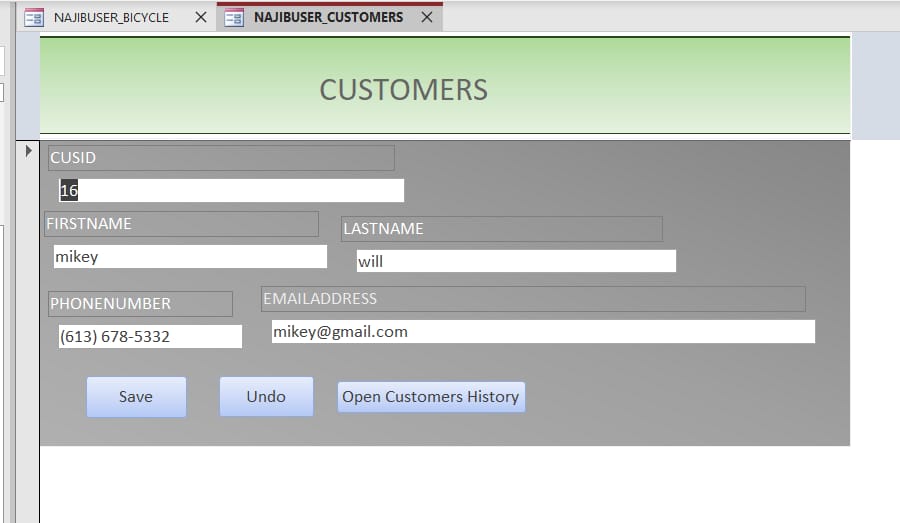 NAJIBUSER_BICYCLE NAJIBUSER_CUSTOMERS
CUSTOMERS
CUSID
16
FIRSTNAME LASTNAME
mikey will
PHONENUMBER EMAILADDRESS
(613) 678-5332 mikey@gmail.com
Save Undo Open Customers History